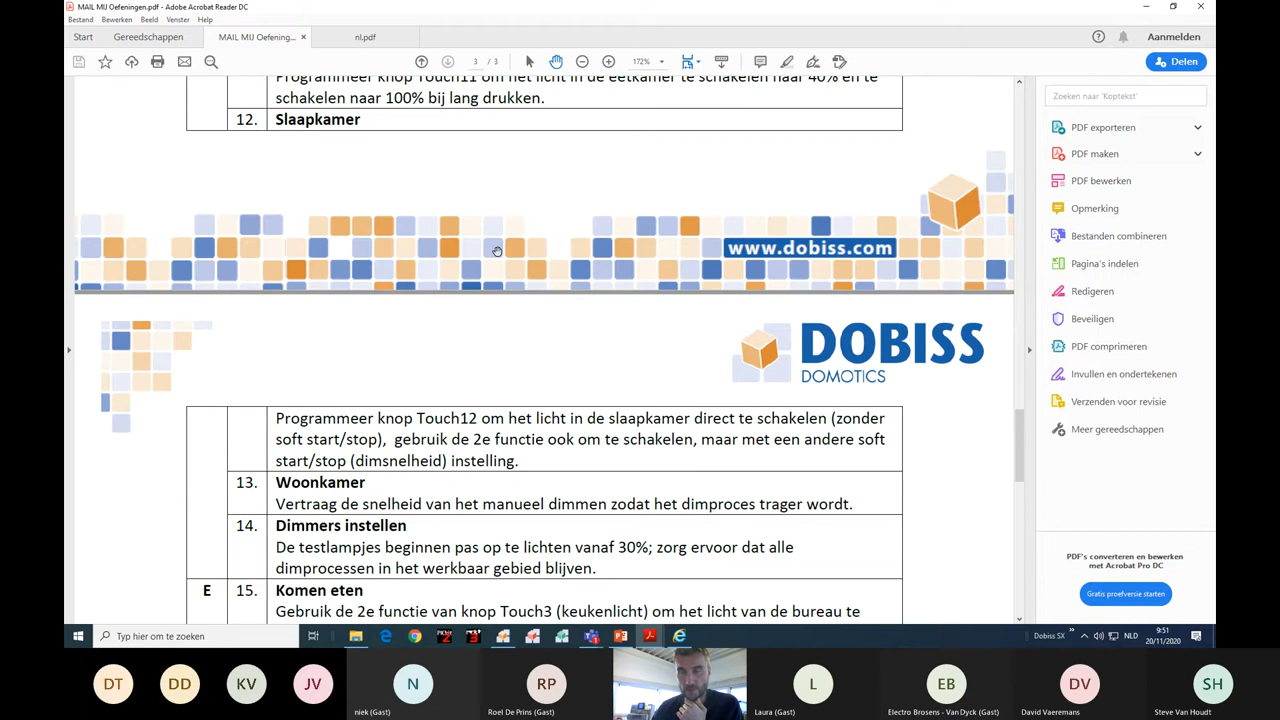 MAIL MIJ Oefeningen.pdf - Adobe Acrobat Reader DC
Bestand Bewerken Beeld Venster Help
Start Gereedschappen MAIL MIJ Oefening... × nl.pdf Aanmelden
3 / 3 172% Delen
Programmeer knop Touch11 om het licht in de eetkamer te schakelen naar 40% en te
schakelen naar 100% bij lang drukken.
12. Slaapkamer
www.dobiss.com
DOBISS
DOMOTICS
Programmeer knop Touch12 om het licht in de slaapkamer direct te schakelen (zonder
soft start/stop), gebruik de 2e functie ook om te schakelen, maar met een andere soft
start/stop (dimsnelheid) instelling.
13. Woonkamer
Vertraag de snelheid van het manueel dimmen zodat het dimproces trager wordt.
14. Dimmers instellen
De testlampjes beginnen pas op te lichten vanaf 30%; zorg ervoor dat alle
dimprocessen in het werkbaar gebied blijven.
E 15. Komen eten
Gebruik de 2e functie van knop Touch3 (keukenlicht) om het licht van de bureau te
Zoeken naar 'Koptekst'
PDF exporteren
PDF maken
PDF bewerken
Opmerking
Bestanden combineren
Pagina's indelen
Redigeren
Beveiligen
PDF comprimeren
Invullen en ondertekenen
Verzenden voor revisie
Meer gereedschappen
PDF's converteren en bewerken
met Acrobat Pro DC
Gratis proefversie starten
Typ hier om te zoeken
Dobiss SX » NLD 9:51
20/11/2020
DT DD KV JV N RP L EB DV SH
niek (Gast) Roel De Prins (Gast) Laura (Gast) Electro Brosens - Van Dyck (Gast) David Vaeremans Steve Van Houdt